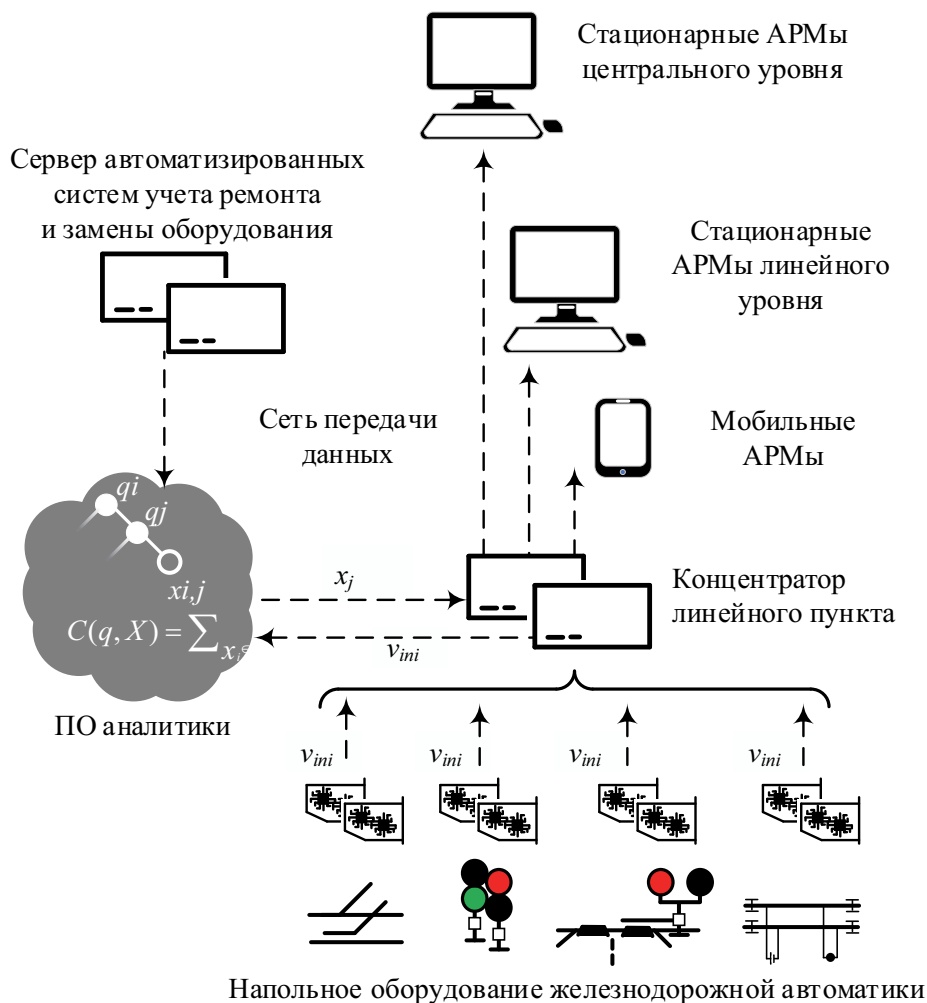 Стационарные АРМы
центрального уровня
Сервер автоматизированных
систем учета ремонта
и замены оборудования
Стационарные
АРМы линейного
уровня
Сеть передачи
данных
Мобильные
АРМы
qi
qj
xi,j
C(q, X) = ∑ x_i∈
x_j
v_ini
Концентратор
линейного пункта
ПО аналитики
v_ini
v_ini
v_ini
v_ini
Напольное оборудование железнодорожной автоматики